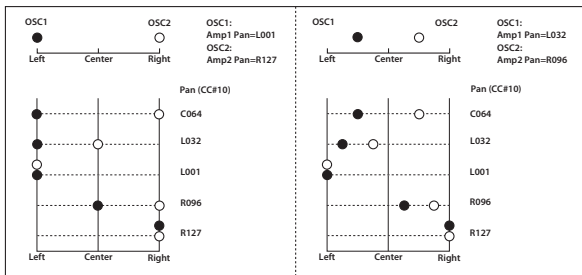 OSC1 OSC2 OSC1:
Amp1 Pan=L001
OSC2:
Amp2 Pan=R127
Left Center Right
Pan (CC#10)
C064
L032
L001
R096
R127
Left Center Right
OSC1 OSC2 OSC1:
Amp1 Pan=L032
OSC2:
Amp2 Pan=R096
Left Center Right
Pan (CC#10)
C064
L032
L001
R096
R127
Left Center Right